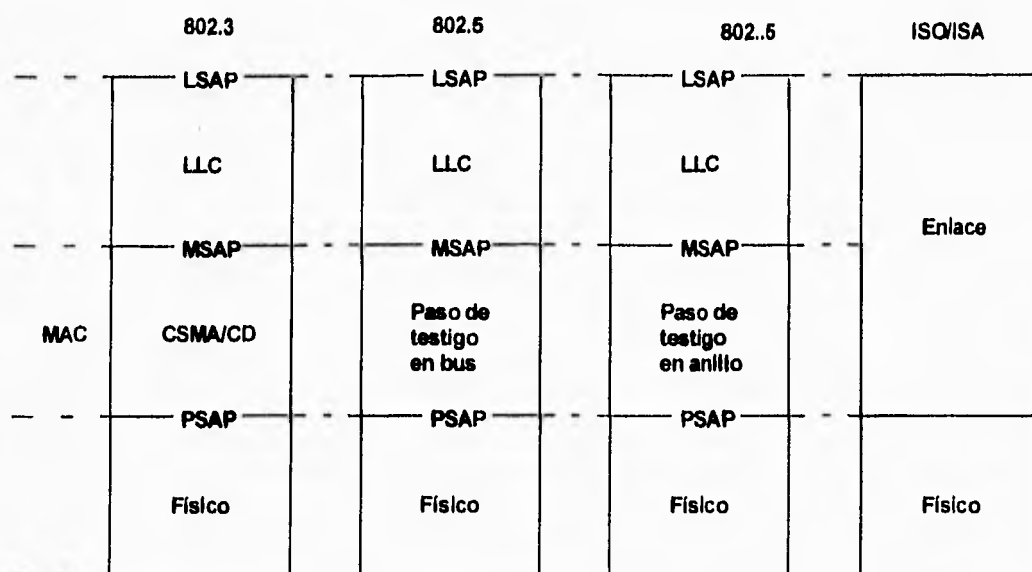 802.3 802.5 802..5 ISO/ISA
LSAP LSAP LSAP
LLC LLC LLC
Enlace
MSAP MSAP MSAP
MAC CSMA/CD Paso de testigo en bus Paso de testigo en anillo
PSAP PSAP PSAP
Físico Físico Físico Físico